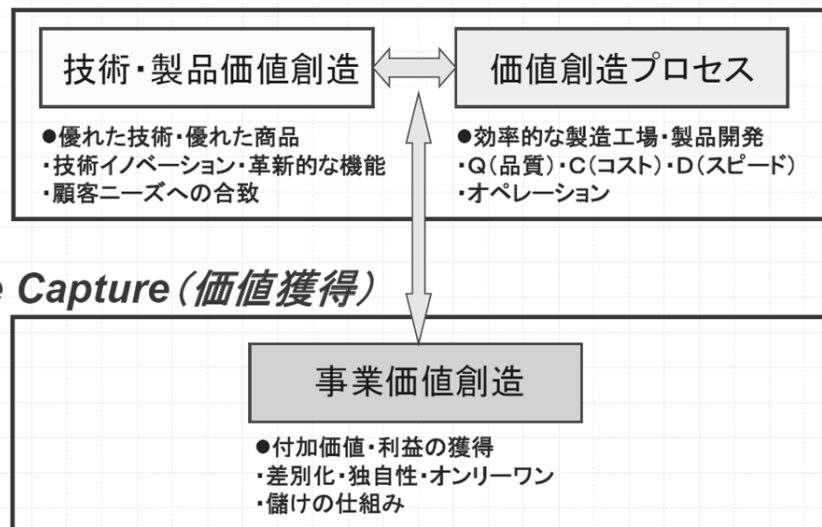 技術・製品価値創造
価値創造プロセス
●優れた技術・優れた商品
・技術イノベーション・革新的な機能
・顧客ニーズへの合致
●効率的な製造工場・製品開発
・Q(品質)・C(コスト)・D(スピード)
・オペレーション
e Capture(価値獲得)
事業価値創造
●付加価値・利益の獲得
・差別化・独自性・オンリーワン
・儲けの仕組み